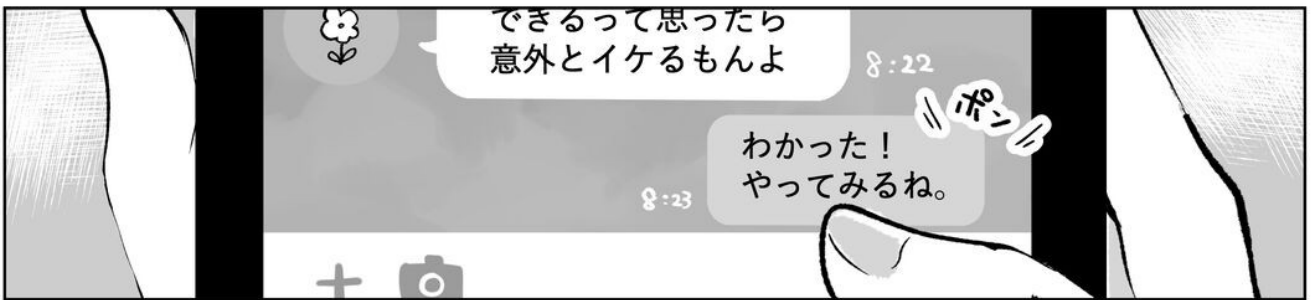 できるって思ったら
意外とイケるもんよ
8:22
ポン
わかった！
やってみるね。
8:23